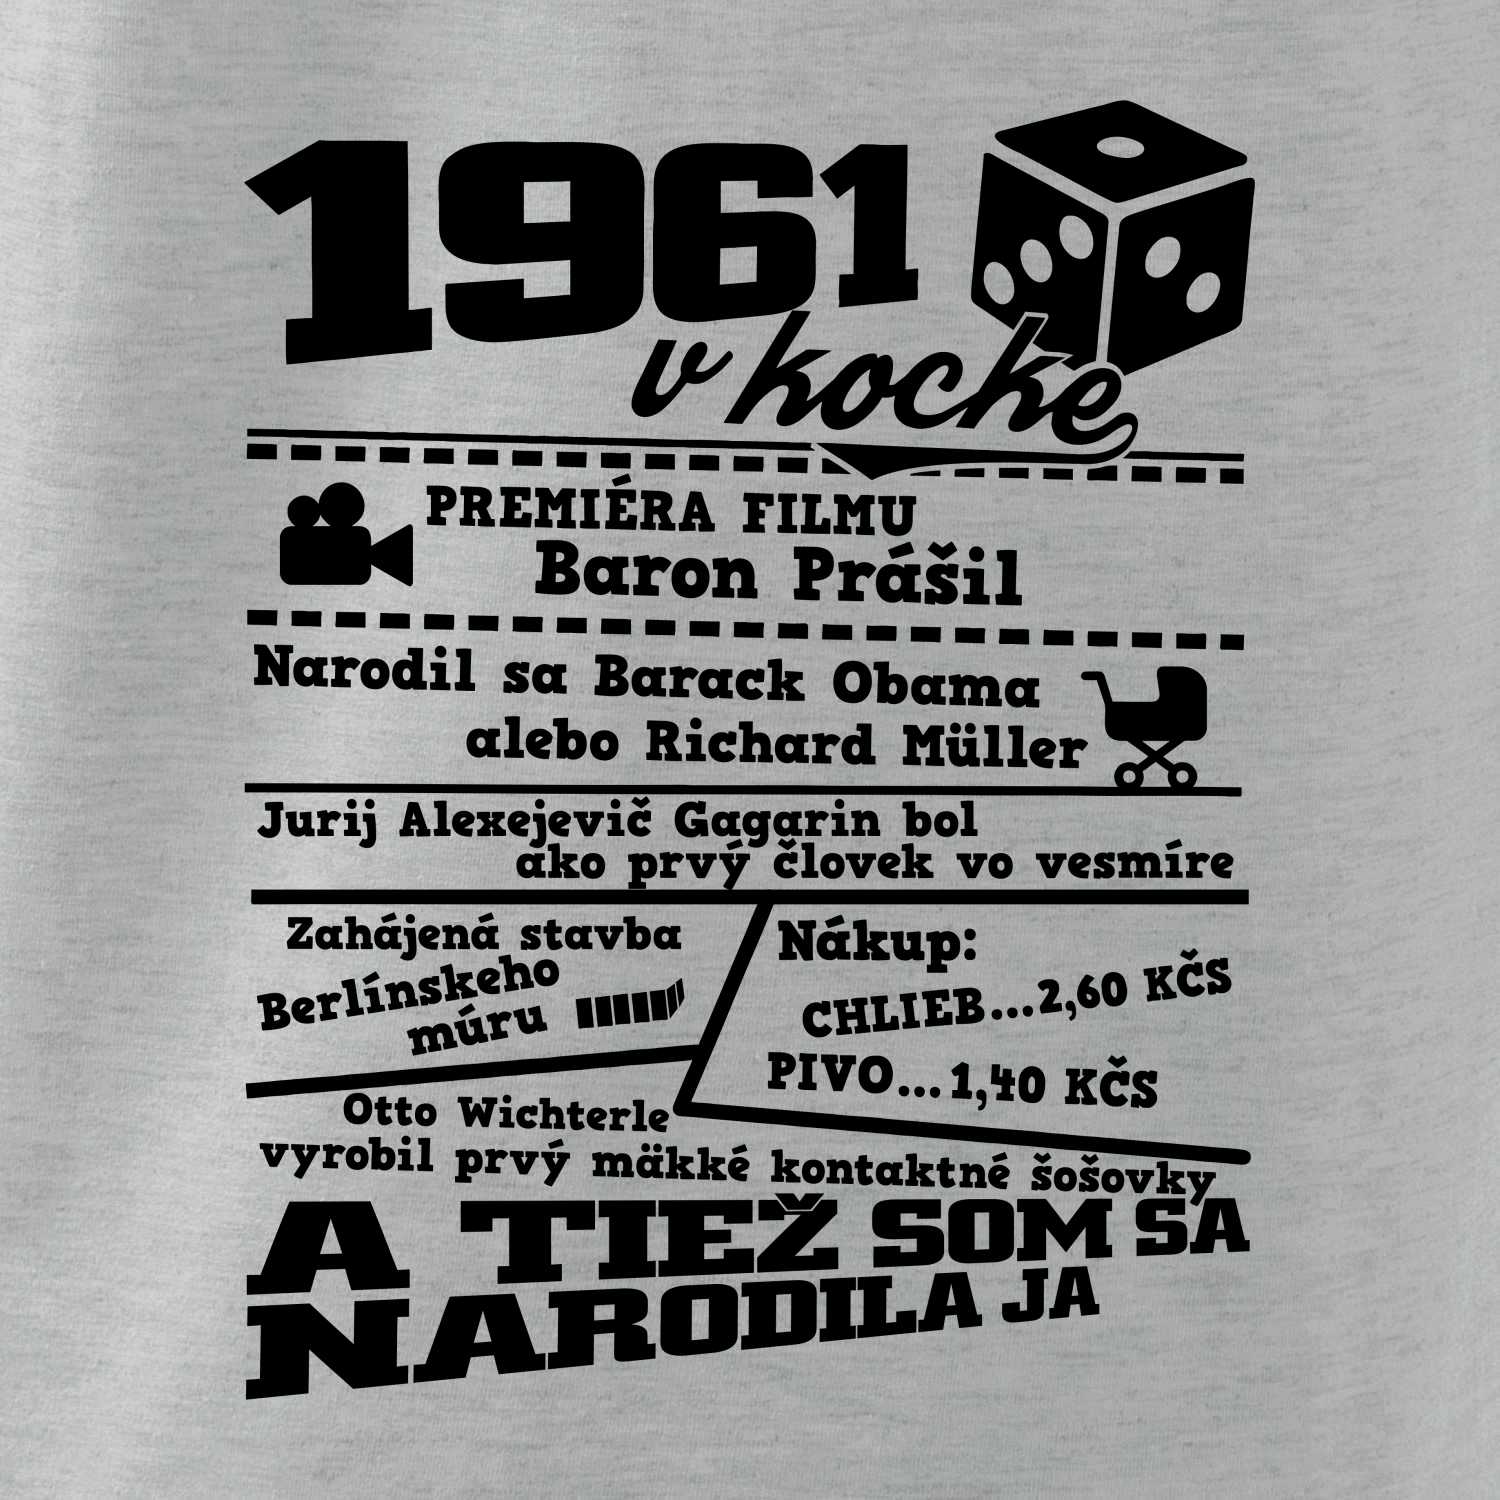 1961
v kocke
PREMIÉRA FILMU
Baron Prášil
Narodil sa Barack Obama
alebo Richard Müller
Jurij Alexejevič Gagarin bol
ako prvý človek vo vesmíre
Zahájená stavba
Berlínskeho
múru
Nákup:
CHLIEB...2,60 KČS
PIVO...1,40 KČS
Otto Wichterle
vyrobil prvý mäkké kontaktné šošovky
A TIEŽ SOM SA
NARODILA JA